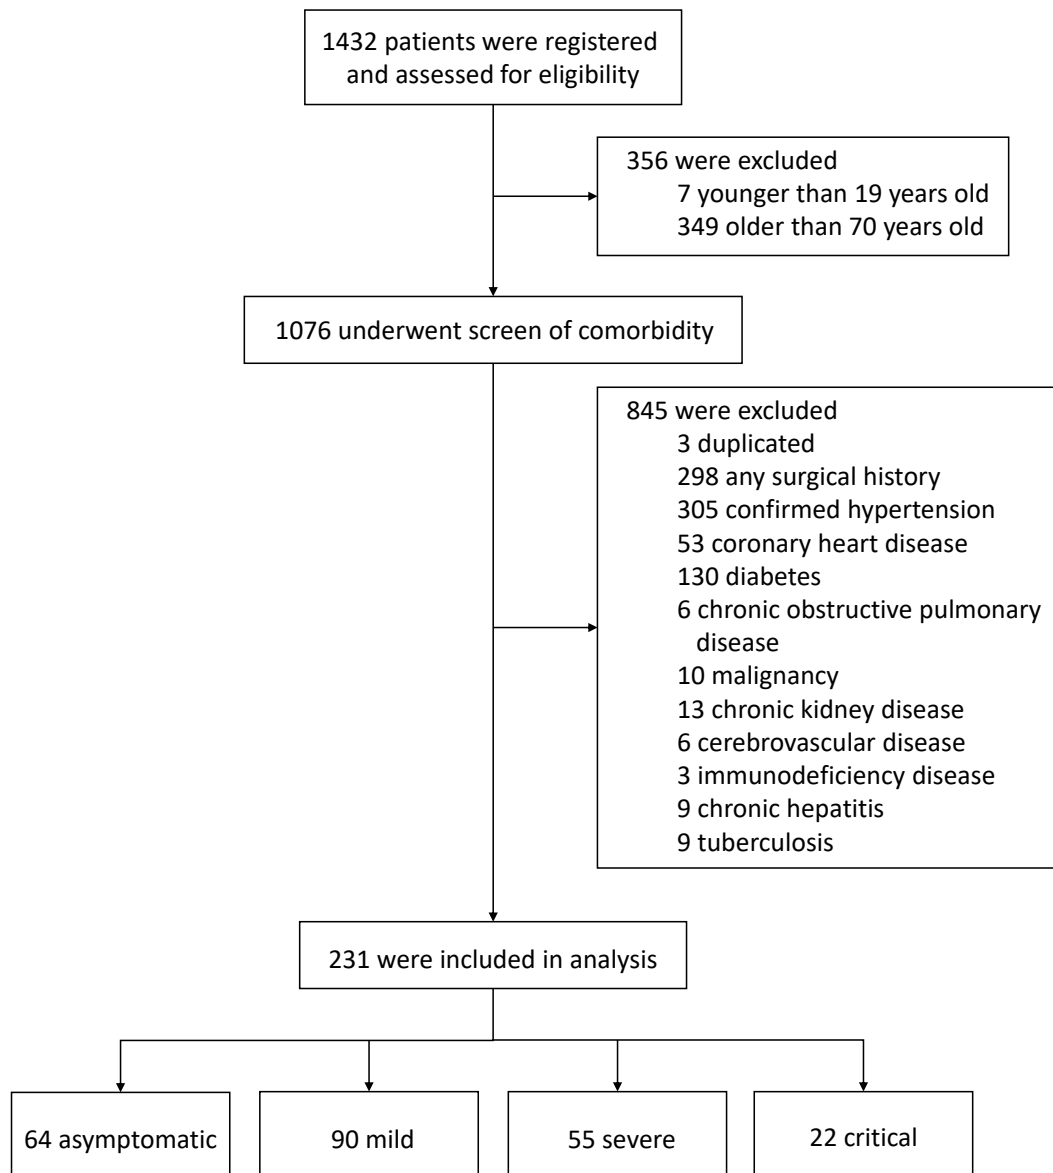 1432 patients were registered
and assessed for eligibility
356 were excluded
7 younger than 19 years old
349 older than 70 years old
1076 underwent screen of comorbidity
845 were excluded
3 duplicated
298 any surgical history
305 confirmed hypertension
53 coronary heart disease
130 diabetes
6 chronic obstructive pulmonary
disease
10 malignancy
13 chronic kidney disease
6 cerebrovascular disease
3 immunodeficiency disease
9 chronic hepatitis
9 tuberculosis
231 were included in analysis
64 asymptomatic
90 mild
55 severe
22 critical